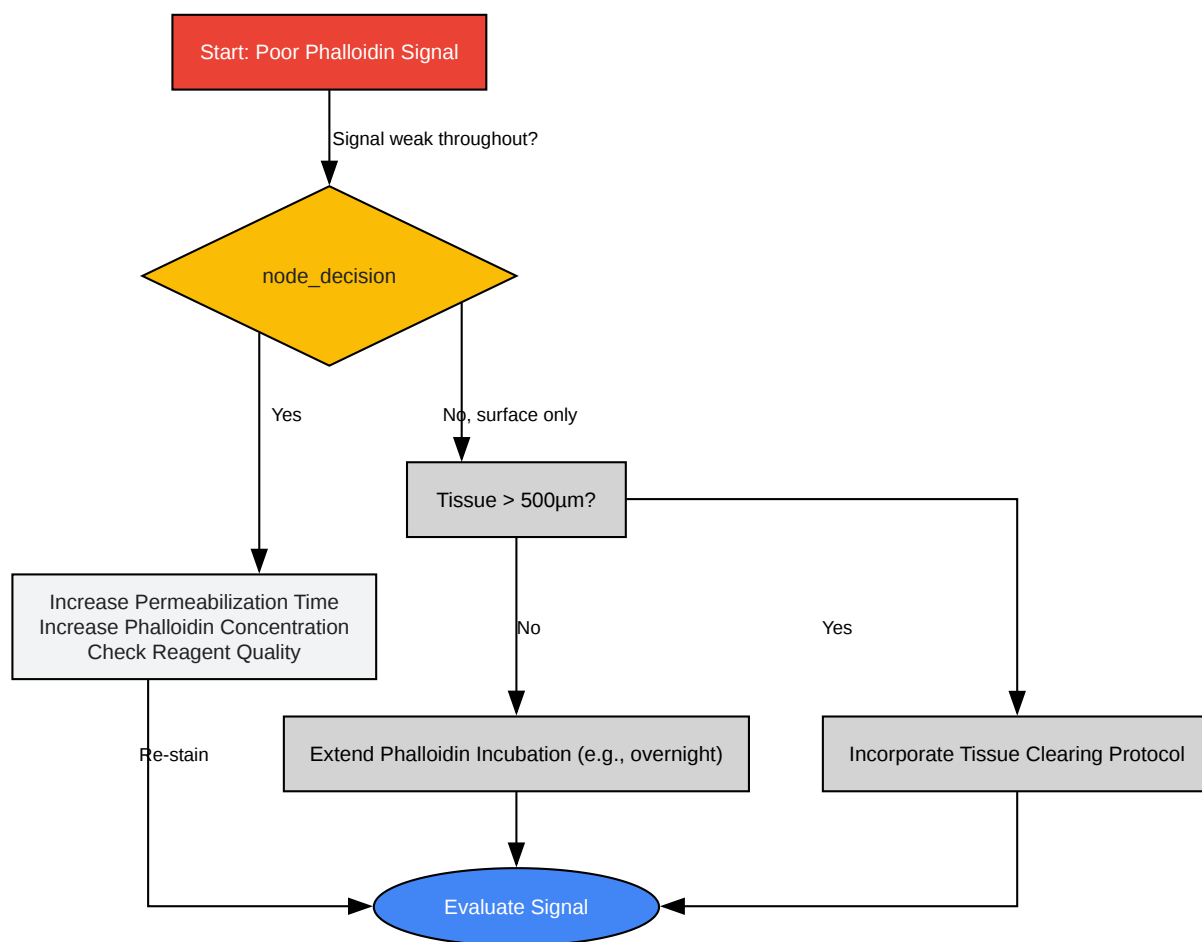 Start: Poor Phalloidin Signal
Signal weak throughout?
node_decision
Yes
No, surface only
Tissue > 500µm?
Increase Permeabilization Time
Increase Phalloidin Concentration
Check Reagent Quality
No
Yes
Re-stain
Extend Phalloidin Incubation (e.g., overnight)
Incorporate Tissue Clearing Protocol
Evaluate Signal